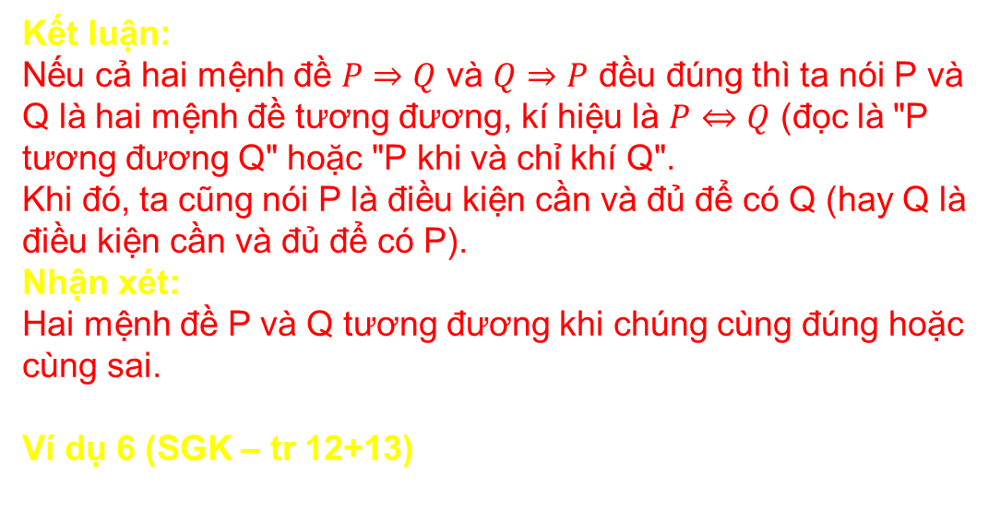 Kết luận:
Nếu cả hai mệnh đề P ⇒ Q và Q ⇒ P đều đúng thì ta nói P và
Q là hai mệnh đề tương đương, kí hiệu là P ⇔ Q (đọc là "P
tương đương Q" hoặc "P khi và chỉ khí Q".
Khi đó, ta cũng nói P là điều kiện cần và đủ để có Q (hay Q là
điều kiện cần và đủ để có P).
Nhận xét:
Hai mệnh đề P và Q tương đương khi chúng cùng đúng hoặc
cùng sai.
Ví dụ 6 (SGK – tr 12+13)